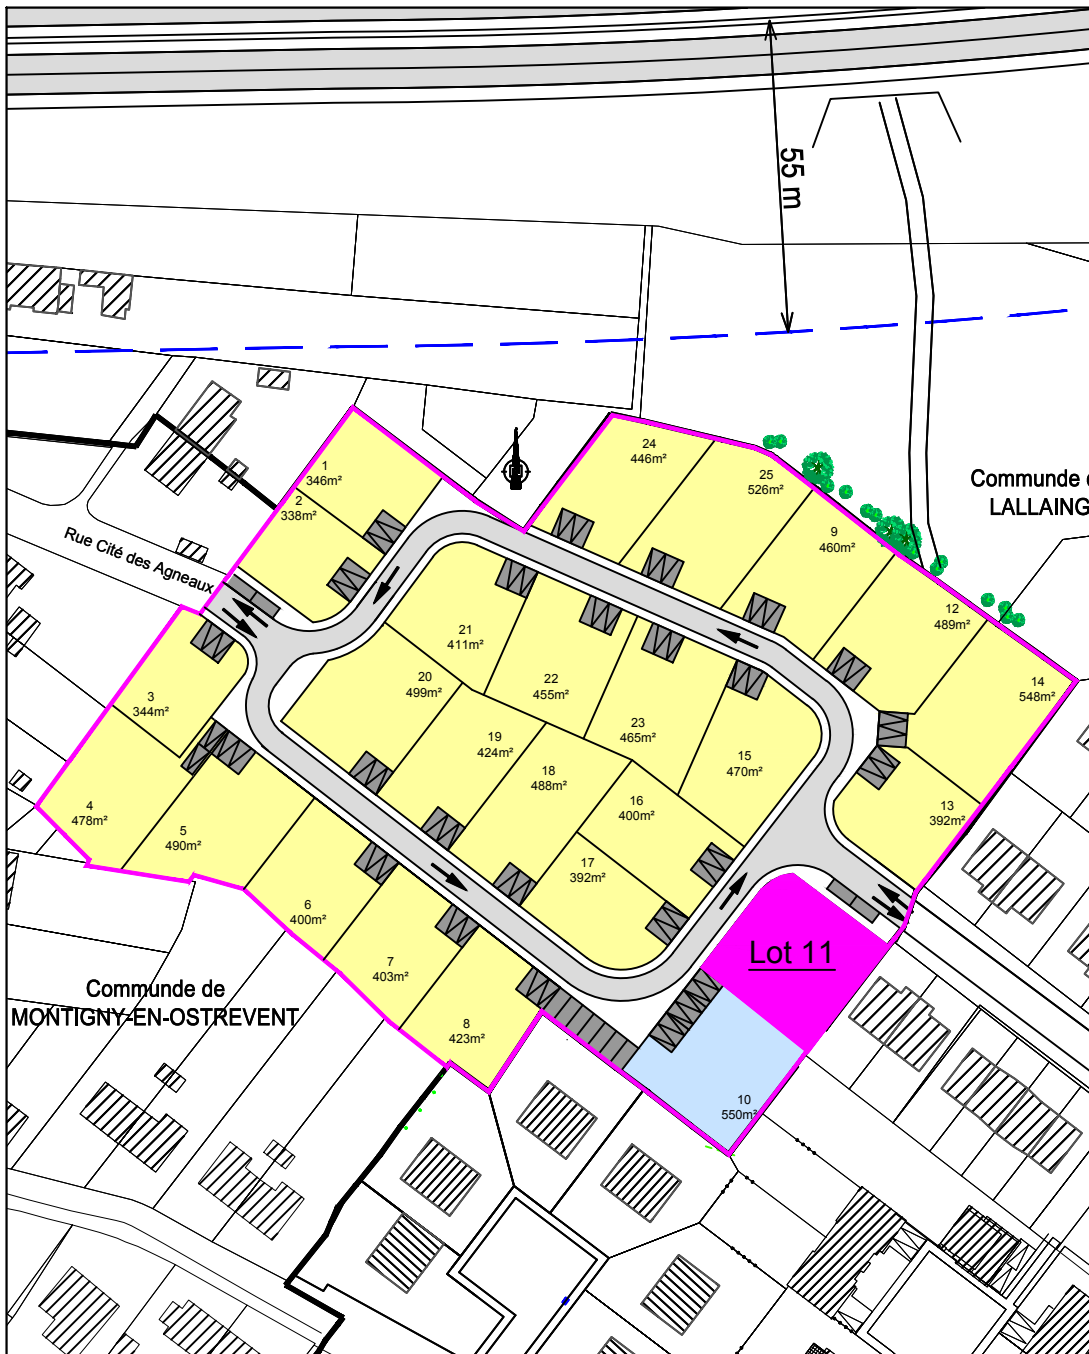 55 m
24
446m²
1
346m²
25
526m²
Commune d
LALLAING
2
338m²
9
460m²
Rue Cité des Agneaux
12
489m²
21
411m²
20
499m²
22
455m²
14
548m²
3
344m²
23
465m²
19
424m²
18
488m²
15
470m²
16
400m²
4
478m²
5
490m²
13
392m²
17
392m²
6
400m²
Lot 11
7
403m²
Communde de
MONTIGNY-EN-OSTREVENT
8
423m²
10
550m²